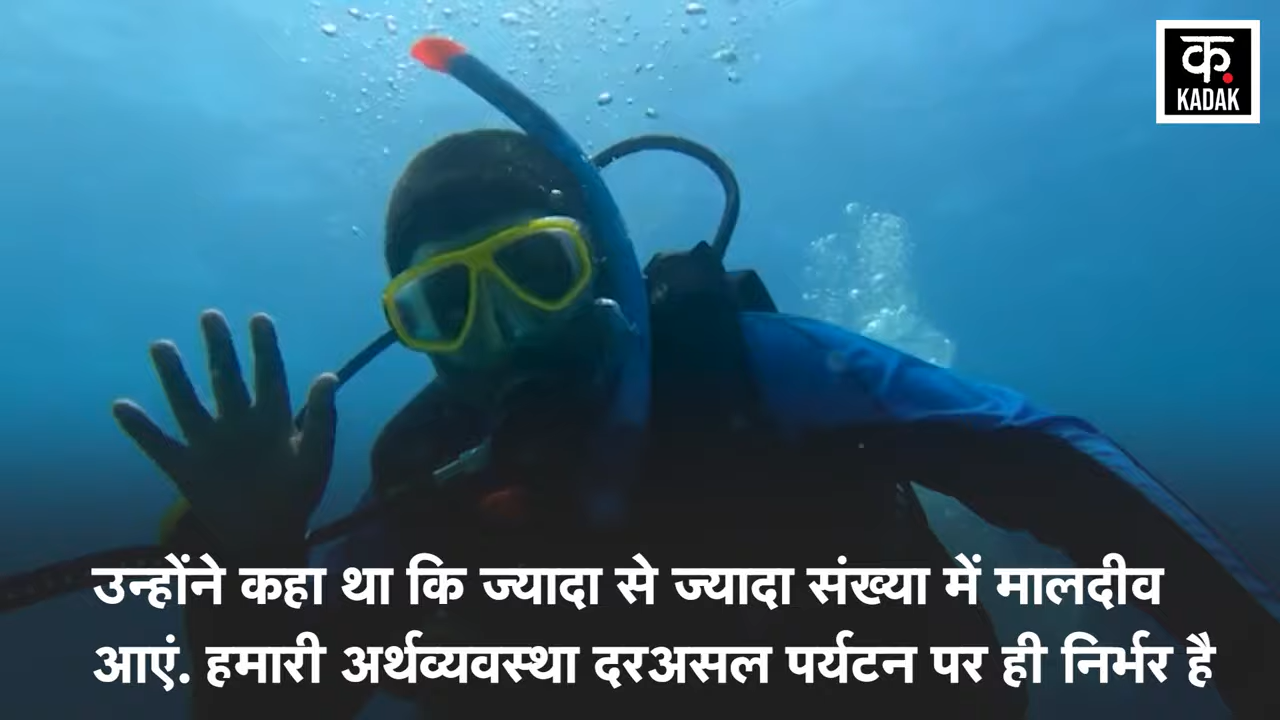 क
KADAK
उन्होंने कहा था कि ज्यादा से ज्यादा संख्या में मालदीव
आएं. हमारी अर्थव्यवस्था दरअसल पर्यटन पर ही निर्भर है